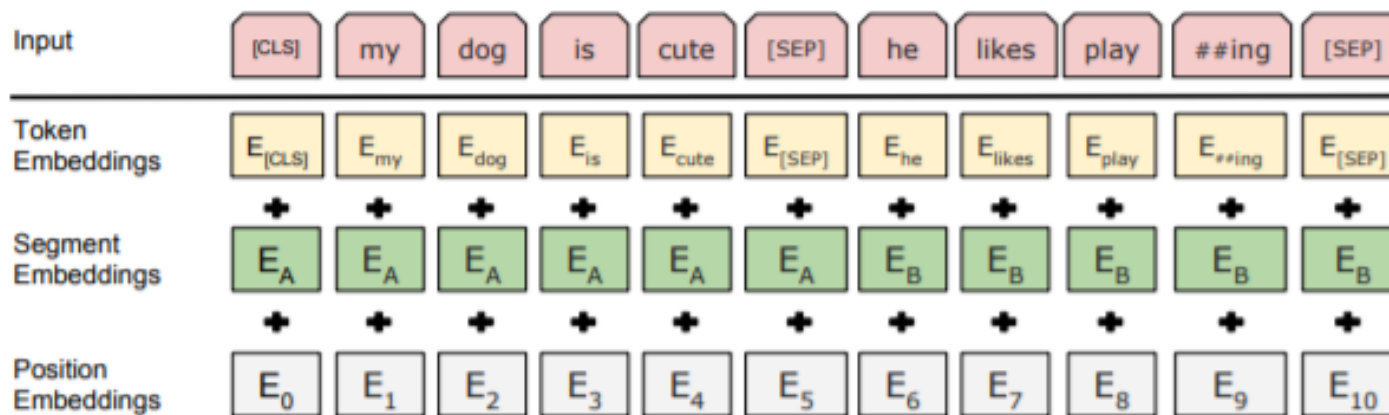 Input [CLS] my dog is cute [SEP] he likes play ##ing [SEP]
Token
Embeddings E[CLS] Emy Edog Eis Ecute E[SEP] Ehe Elikes Eplay E##ing E[SEP]
+ + + + + + + + + + +
Segment
Embeddings EA EA EA EA EA EA EB EB EB EB EB
+ + + + + + + + + + +
Position
Embeddings E0 E1 E2 E3 E4 E5 E6 E7 E8 E9 E10